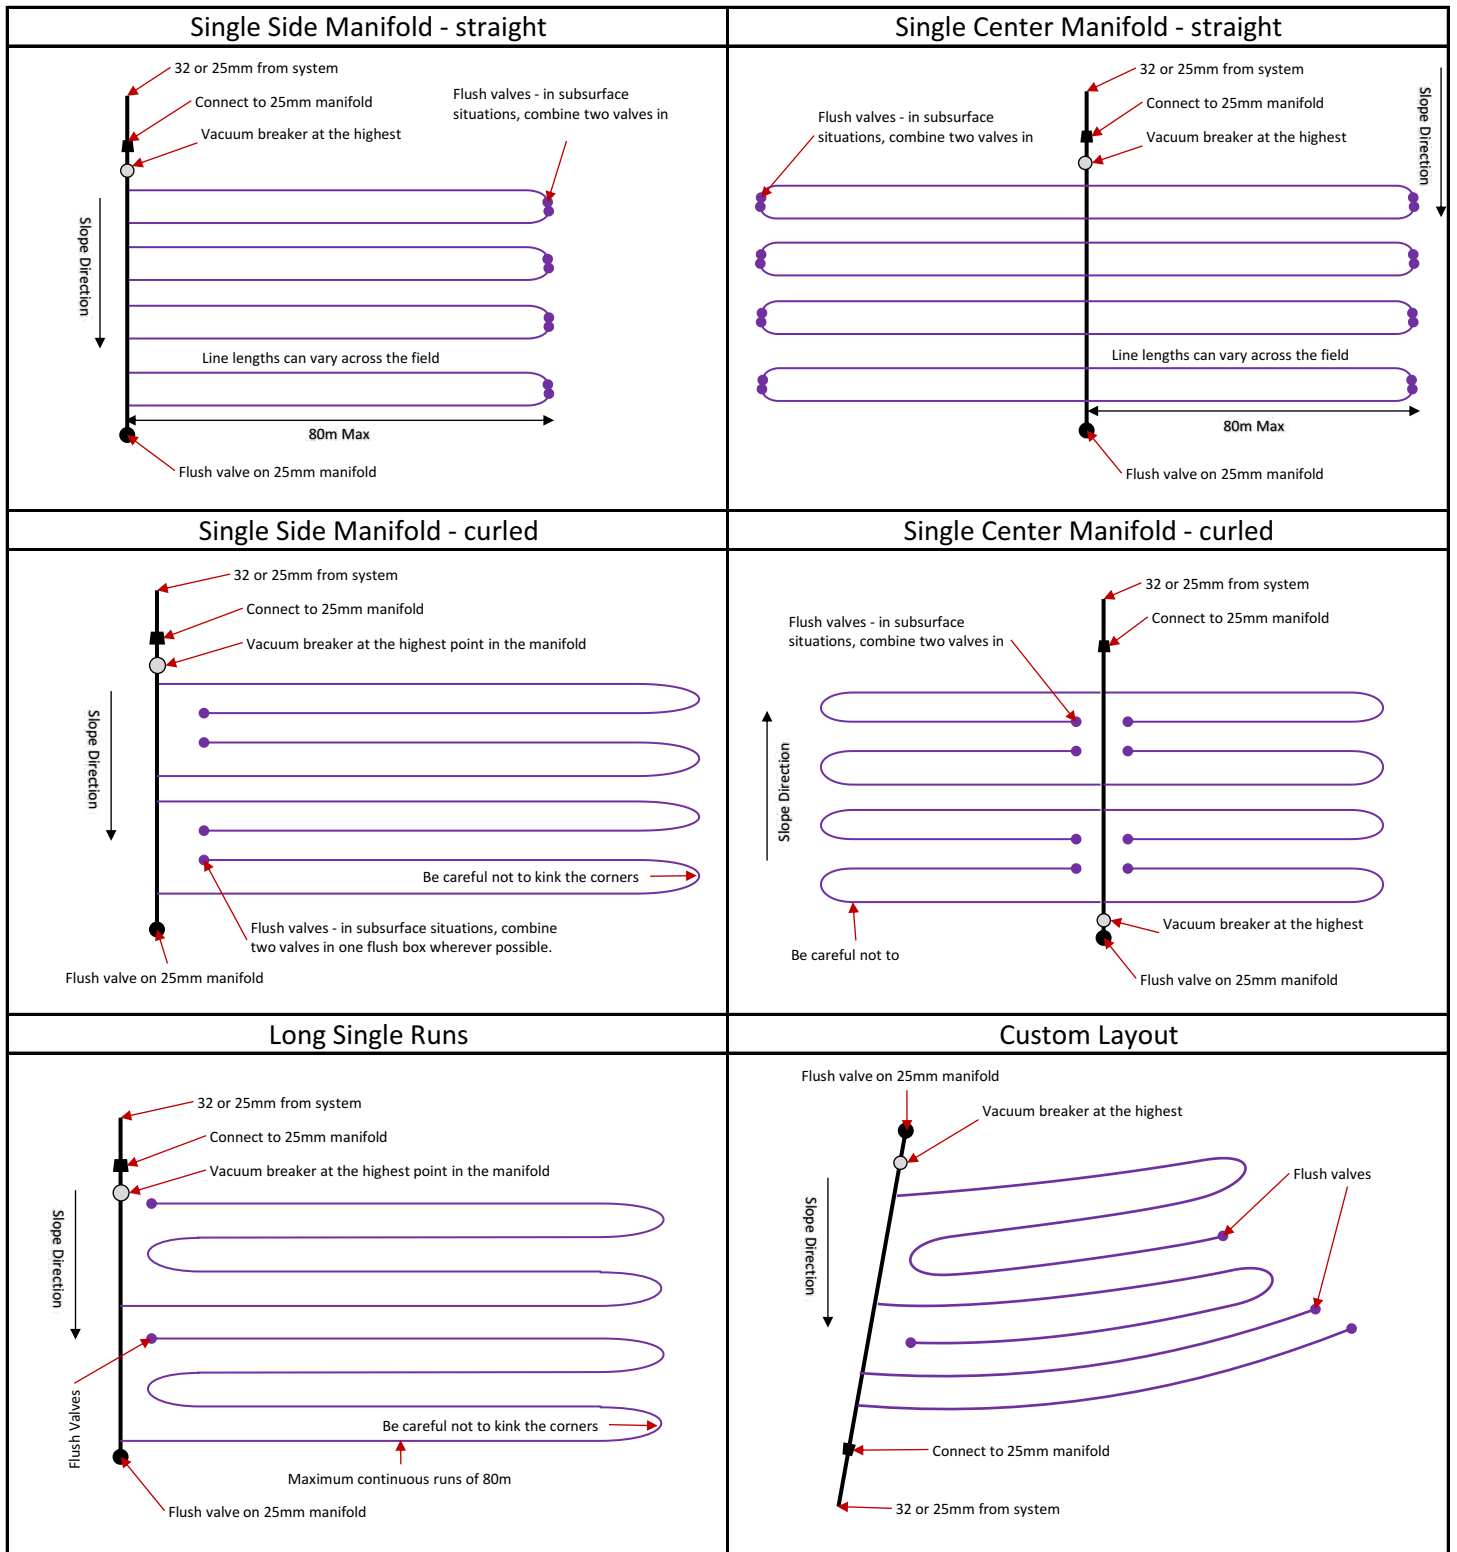 Single Side Manifold - straight
32 or 25mm from system
Connect to 25mm manifold
Vacuum breaker at the highest
Flush valves - in subsurface
situations, combine two valves in
Slope Direction
Line lengths can vary across the field
80m Max
Flush valve on 25mm manifold
Single Center Manifold - straight
32 or 25mm from system
Connect to 25mm manifold
Vacuum breaker at the highest
Flush valves - in subsurface
situations, combine two valves in
Slope Direction
Line lengths can vary across the field
80m Max
Flush valve on 25mm manifold
Single Side Manifold - curled
32 or 25mm from system
Connect to 25mm manifold
Vacuum breaker at the highest point in the manifold
Slope Direction
Be careful not to kink the corners
Flush valves - in subsurface situations, combine
two valves in one flush box wherever possible.
Flush valve on 25mm manifold
Single Center Manifold - curled
32 or 25mm from system
Connect to 25mm manifold
Flush valves - in subsurface
situations, combine two valves in
Slope Direction
Vacuum breaker at the highest
Be careful not to
Flush valve on 25mm manifold
Long Single Runs
32 or 25mm from system
Connect to 25mm manifold
Vacuum breaker at the highest point in the manifold
Slope Direction
Flush Valves
Be careful not to kink the corners
Maximum continuous runs of 80m
Flush valve on 25mm manifold
Custom Layout
Flush valve on 25mm manifold
Vacuum breaker at the highest
Flush valves
Slope Direction
Connect to 25mm manifold
32 or 25mm from system